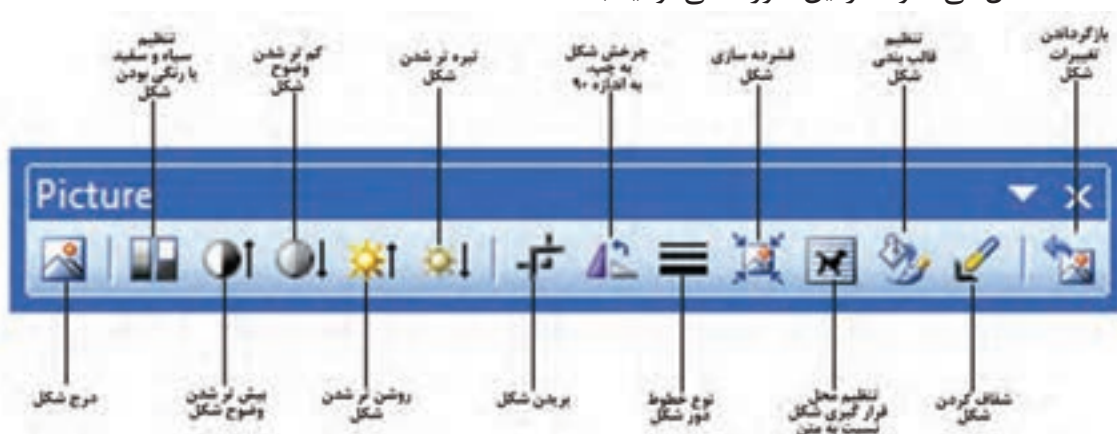 بازگرداندن
تغییرات
شکل
تنظیم
قالب بندی
شکل
فشرده سازی
شکل
چرخش شکل
به چپ
به اندازه ۹۰
تیره تر شدن
شکل
کم تر شدن
وضوح
شکل
تنظیم
سیاه و سفید
یا رنگی بودن
شکل
Picture
شفاف کردن
شکل
تنظیم محل
قرار گیری شکل
نسبت به متن
نوع خطوط
دور شکل
بریدن شکل
روشن تر شدن
شکل
بیش تر شدن
وضوح شکل
درج شکل